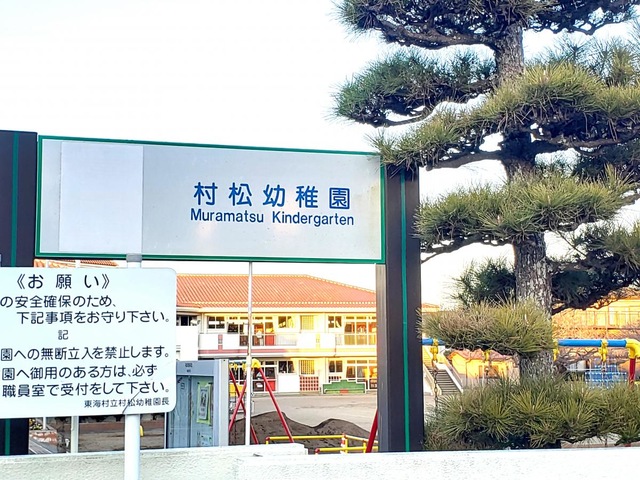 村松幼稚園
Muramatsu Kindergarten
《お願い》
の安全確保のため、
下記事項をお守り下さい。
記
園への無断立入を禁止します。
園へ御用のある方は、必ず
職員室で受付をして下さい。
東海村立村松幼稚園長